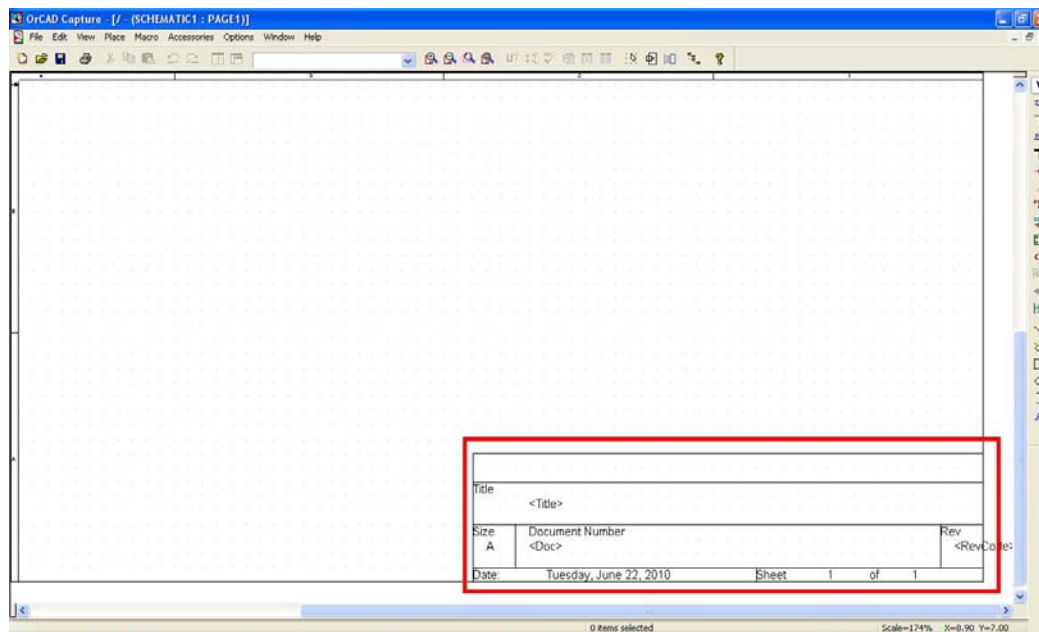 OrCAD Capture - [/ - (SCHEMATIC1 : PAGE1)]
File Edit View Place Macro Accessories Options Window Help
Title
<Title>
Size Document Number Rev
A <Doc> <RevCode>
Date: Tuesday, June 22, 2010 Sheet 1 of 1
0 items selected Scale=174% X=8.90 Y=7.00